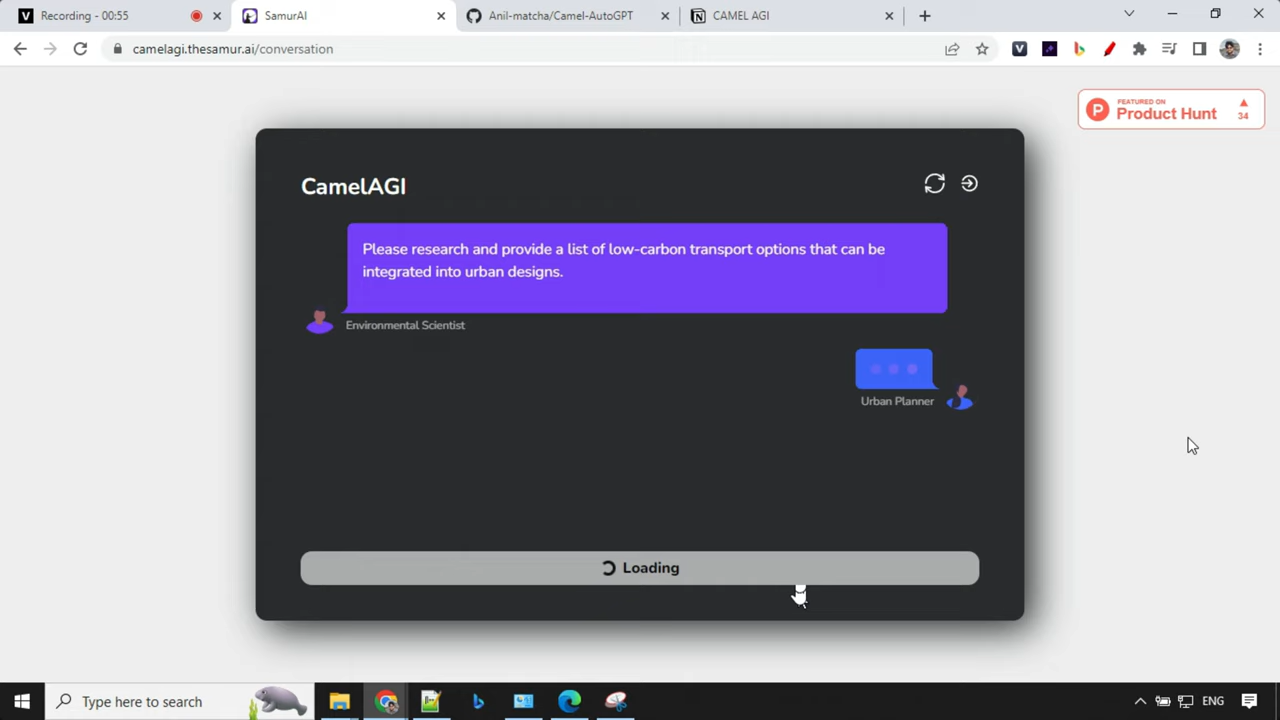 Recording - 00:55
SamurAI
Anil-matcha/Camel-AutoGPT
CAMEL AGI
camelagi.thesamur.ai/conversation
FEATURED ON
Product Hunt
34
CamelAGI
Please research and provide a list of low-carbon transport options that can be
integrated into urban designs.
Environmental Scientist
Urban Planner
Loading
Type here to search
ENG